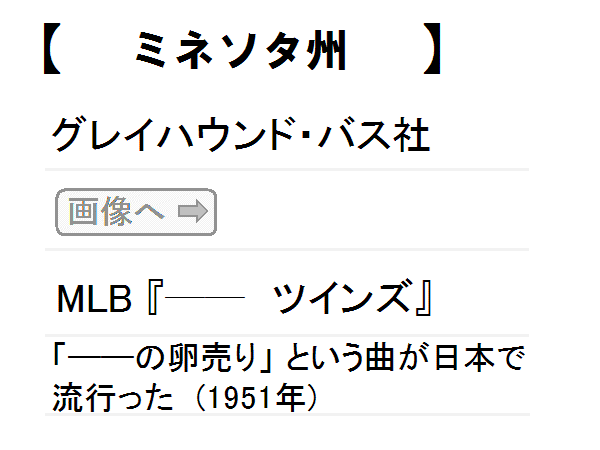 【　ミネソタ州　】
グレイハウンド・バス社
画像へ ⇨
MLB『――　ツインズ』
「――の卵売り」という曲が日本で
流行った (1951年)